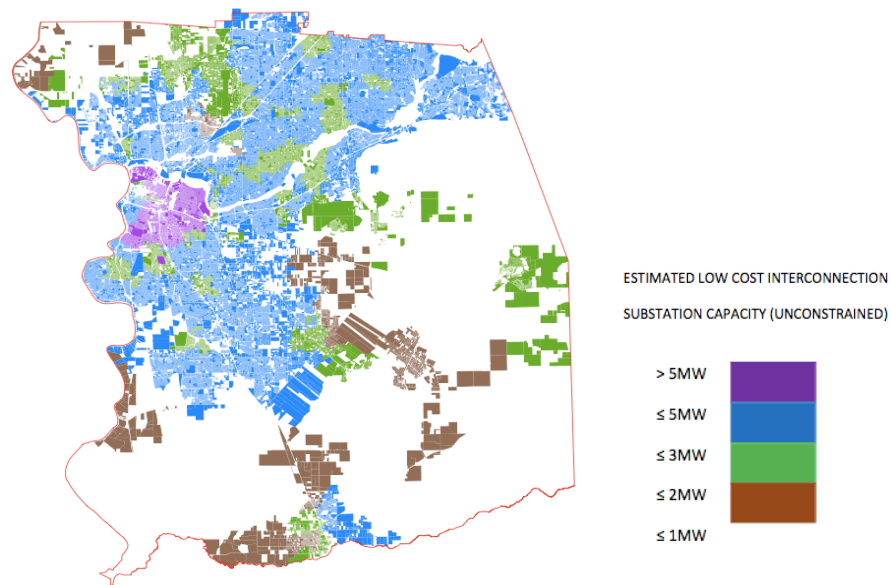 ESTIMATED LOW COST INTERCONNECTION
SUBSTATION CAPACITY (UNCONSTRAINED)
> 5MW
≤ 5MW
≤ 3MW
≤ 2MW
≤ 1MW